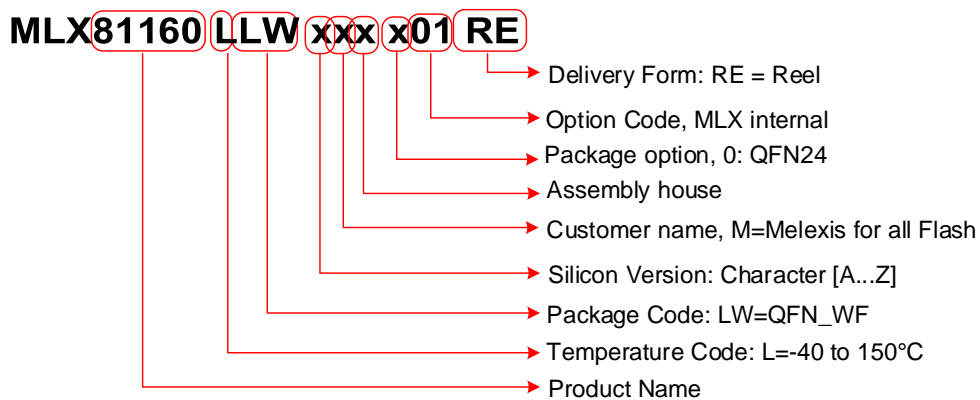 MLX81160 LLW xxx x01 RE
Delivery Form: RE = Reel
Option Code, MLX internal
Package option, 0: QFN24
Assembly house
Customer name, M=Melexis for all Flash
Silicon Version: Character [A...Z]
Package Code: LW=QFN_WF
Temperature Code: L=-40 to 150°C
Product Name